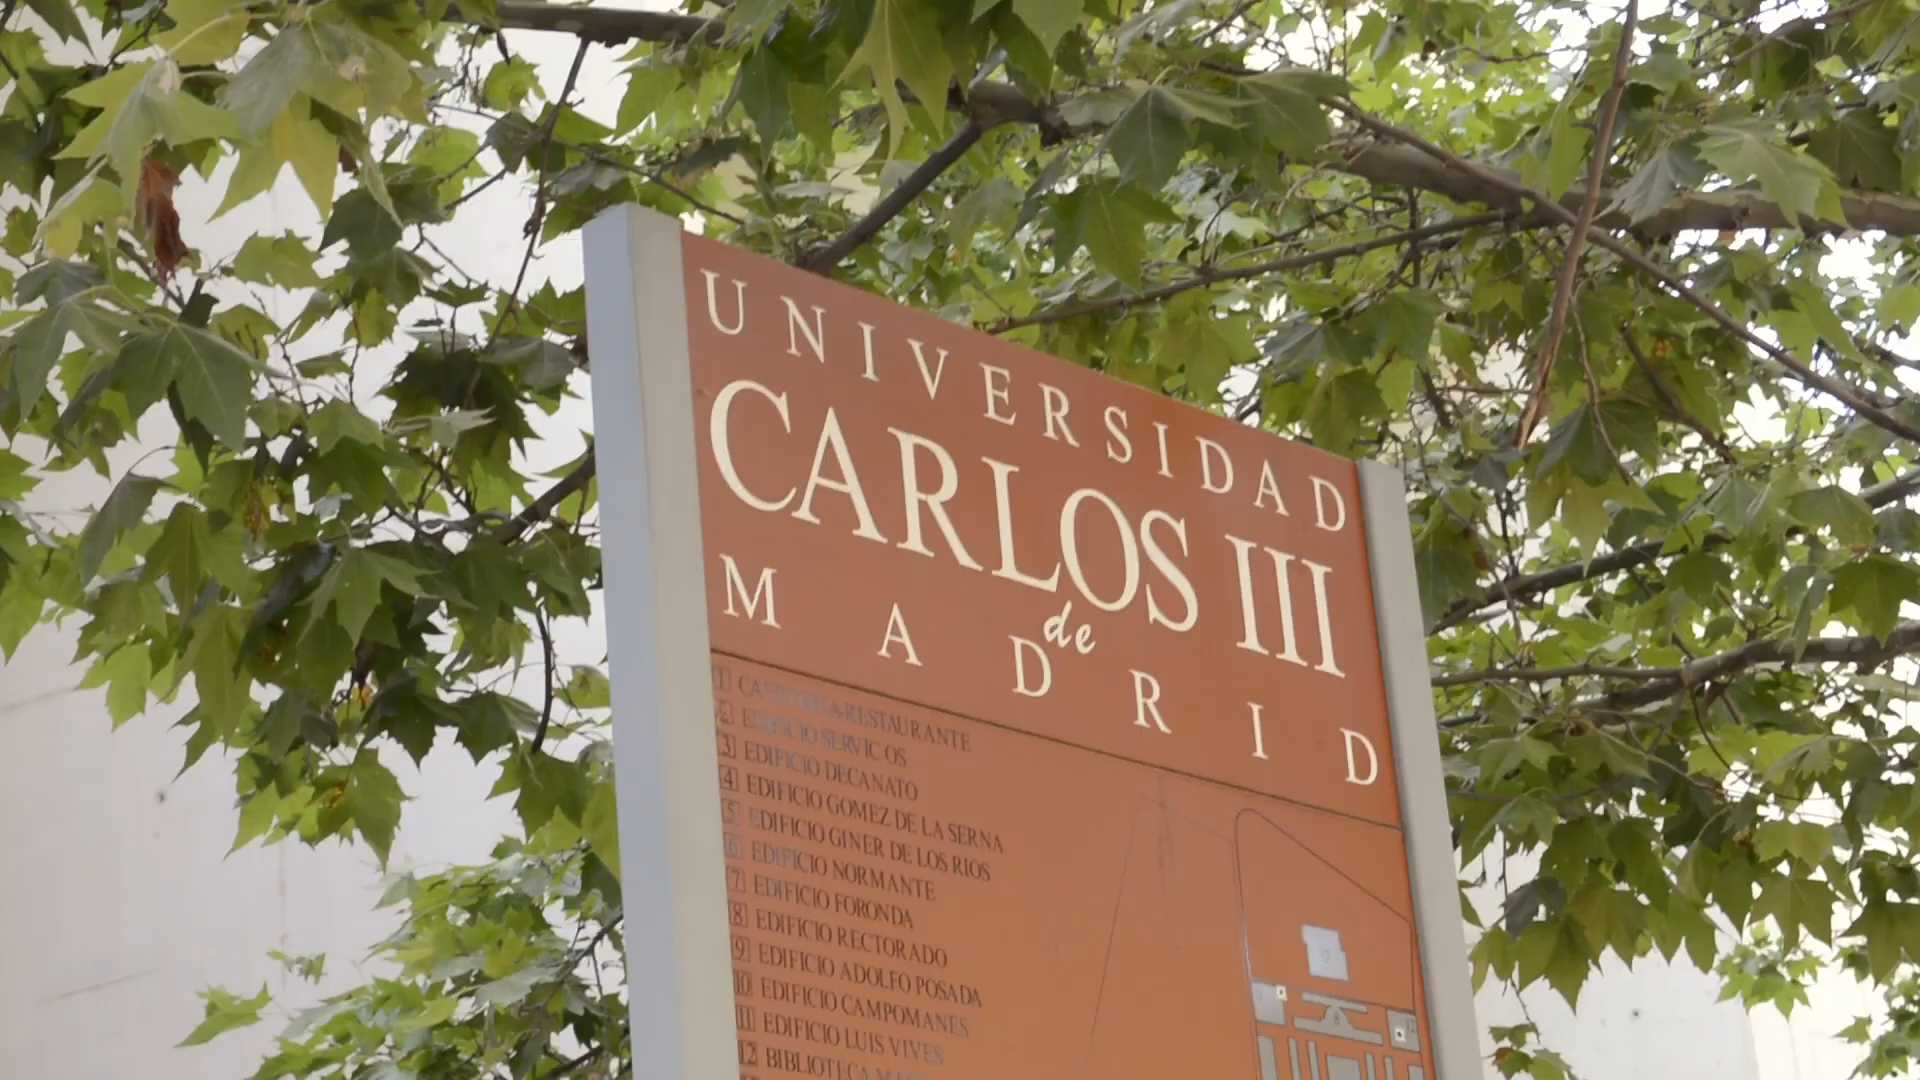 UNIVERSIDAD
CARLOS III
de
MADRID
1 CAFETERIA-RESTAURANTE
2 EDIFICIO SERVICIOS
3 EDIFICIO DECANATO
4 EDIFICIO GOMEZ DE LA SERNA
5 EDIFICIO GINER DE LOS RIOS
6 EDIFICIO NORMANTE
7 EDIFICIO FORONDA
8 EDIFICIO RECTORADO
9 EDIFICIO ADOLFO POSADA
10 EDIFICIO CAMPOMANES
11 EDIFICIO LUIS VIVES
12 BIBLIOTECA